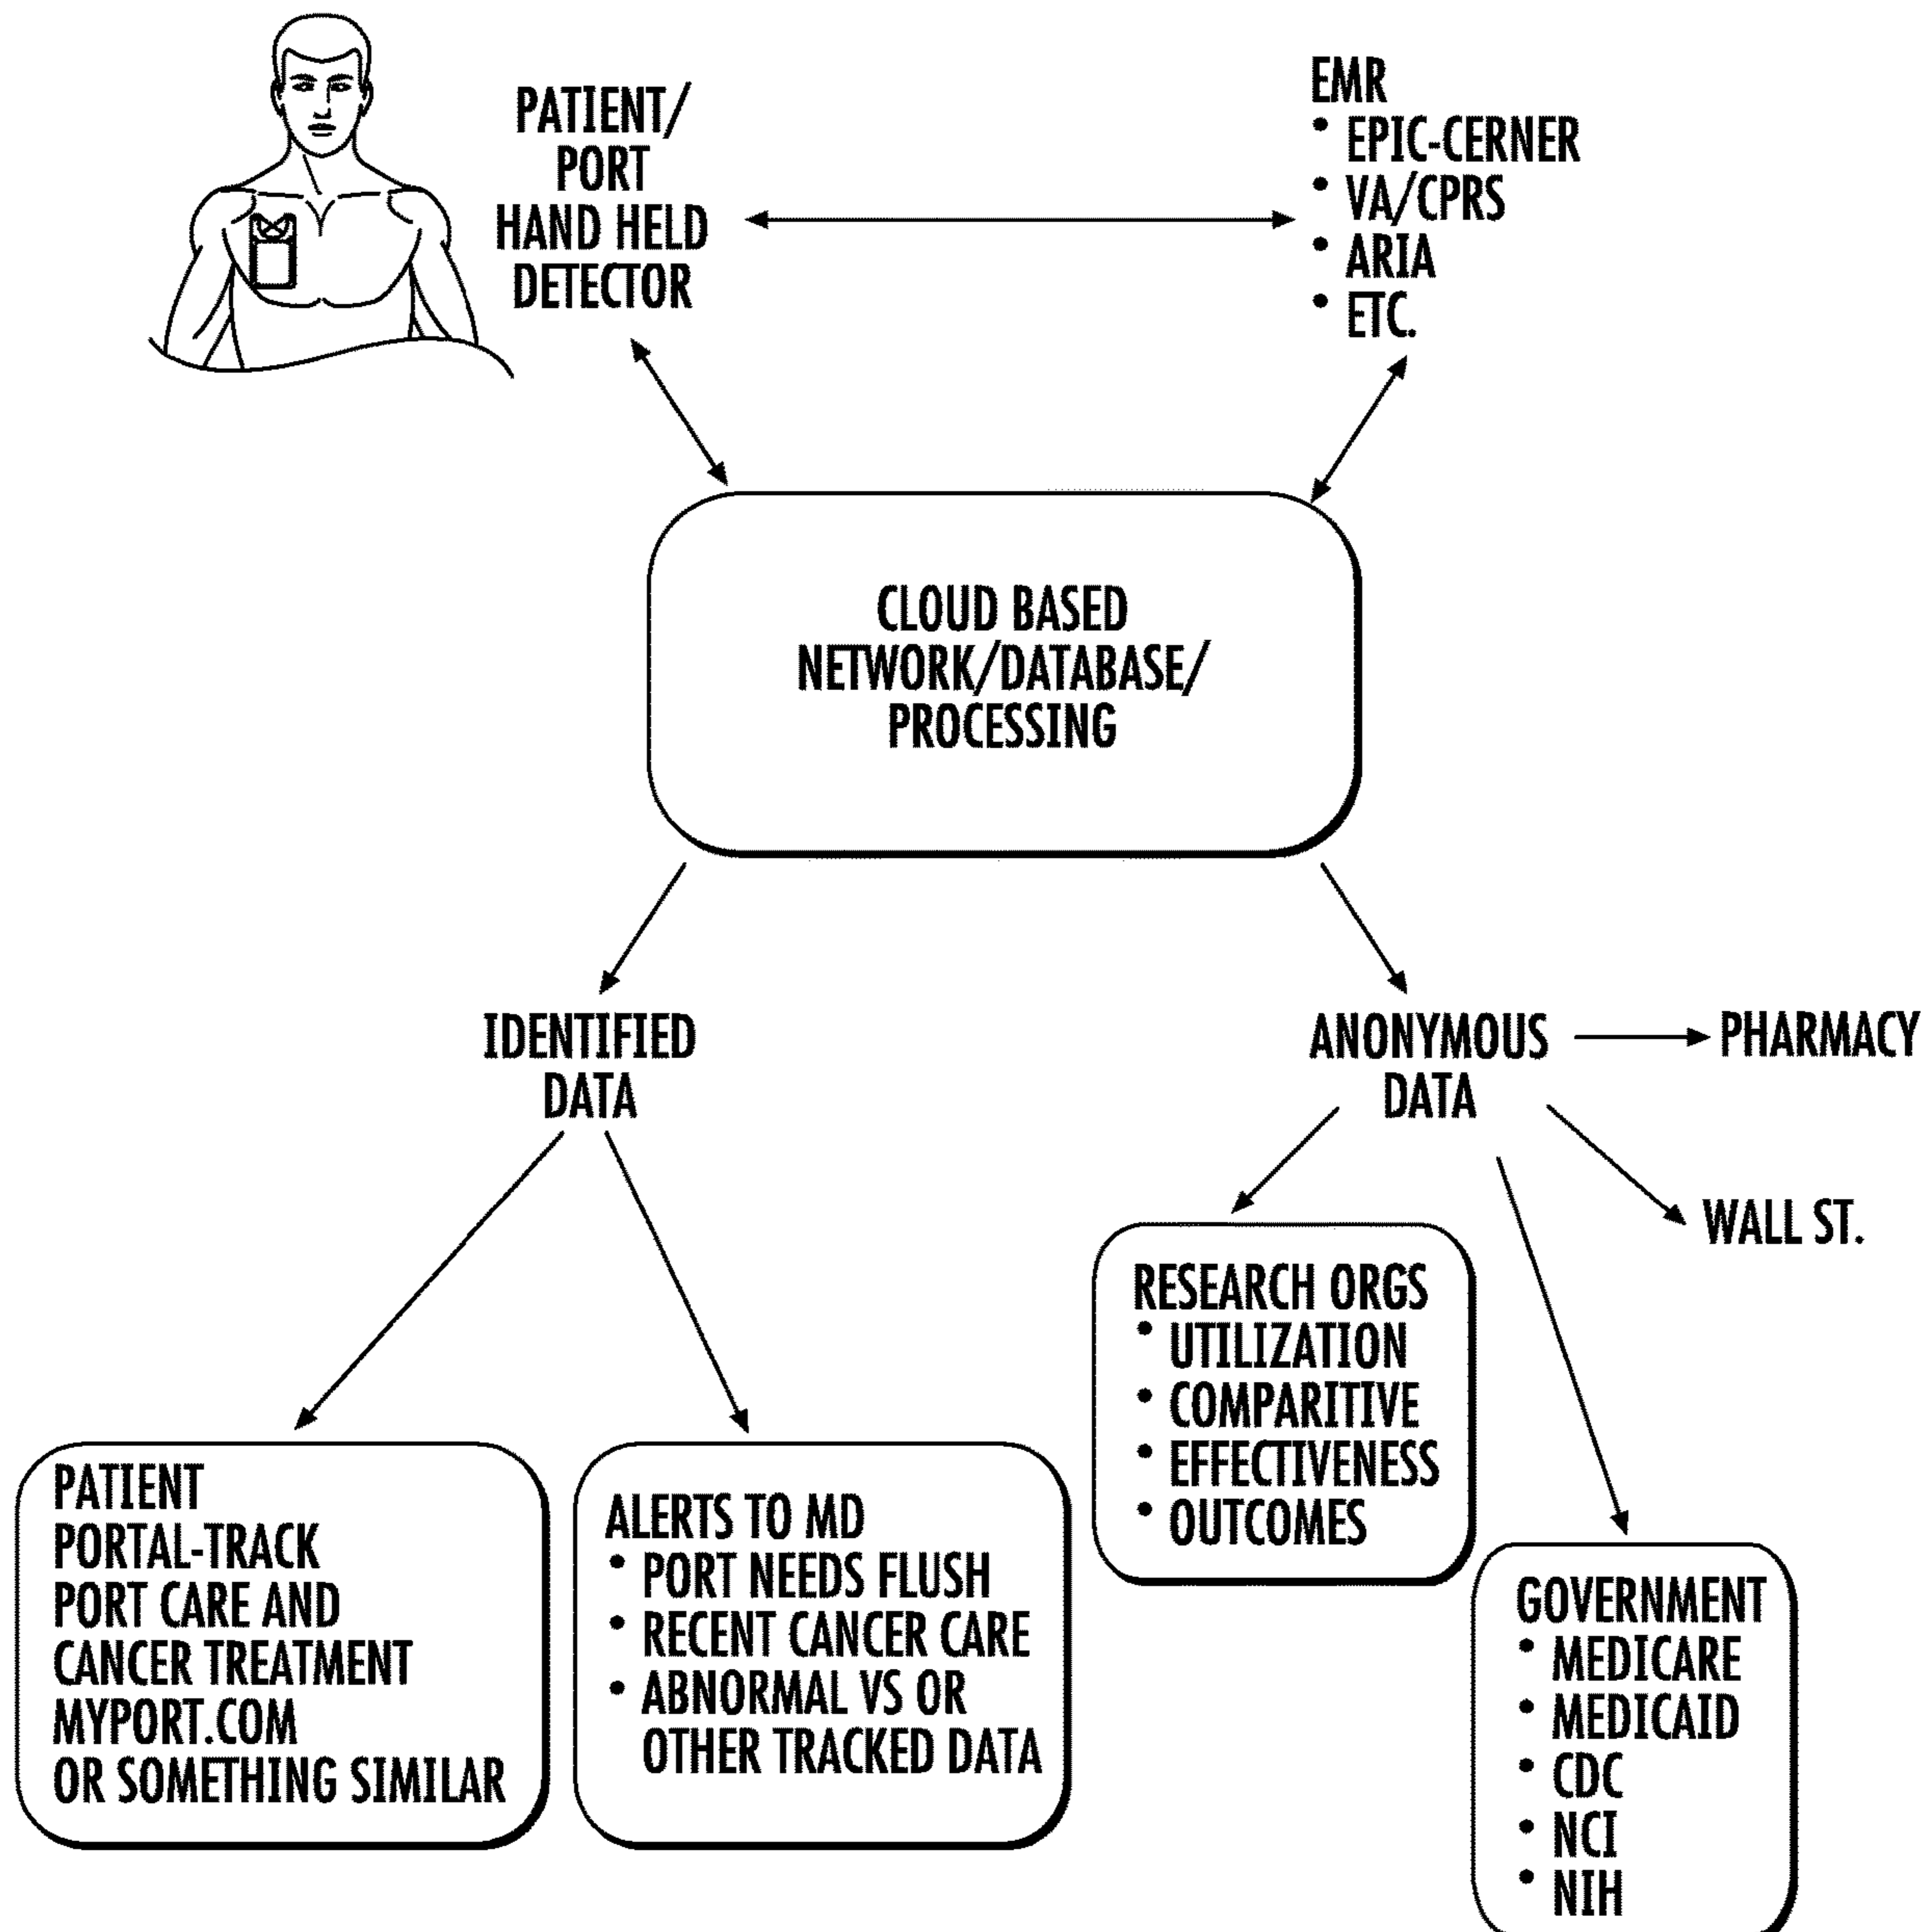 PATIENT/
PORT
HAND HELD
DETECTOR
EMR
• EPIC-CERNER
• VA/CPRS
• ARIA
• ETC.
CLOUD BASED
NETWORK/DATABASE/
PROCESSING
IDENTIFIED
DATA
ANONYMOUS
DATA
PHARMACY
WALL ST.
PATIENT
PORTAL-TRACK
PORT CARE AND
CANCER TREATMENT
MYPORT.COM
OR SOMETHING SIMILAR
ALERTS TO MD
• PORT NEEDS FLUSH
• RECENT CANCER CARE
• ABNORMAL VS OR
OTHER TRACKED DATA
RESEARCH ORGS
• UTILIZATION
• COMPARITIVE
• EFFECTIVENESS
• OUTCOMES
GOVERNMENT
• MEDICARE
• MEDICAID
• CDC
• NCI
• NIH